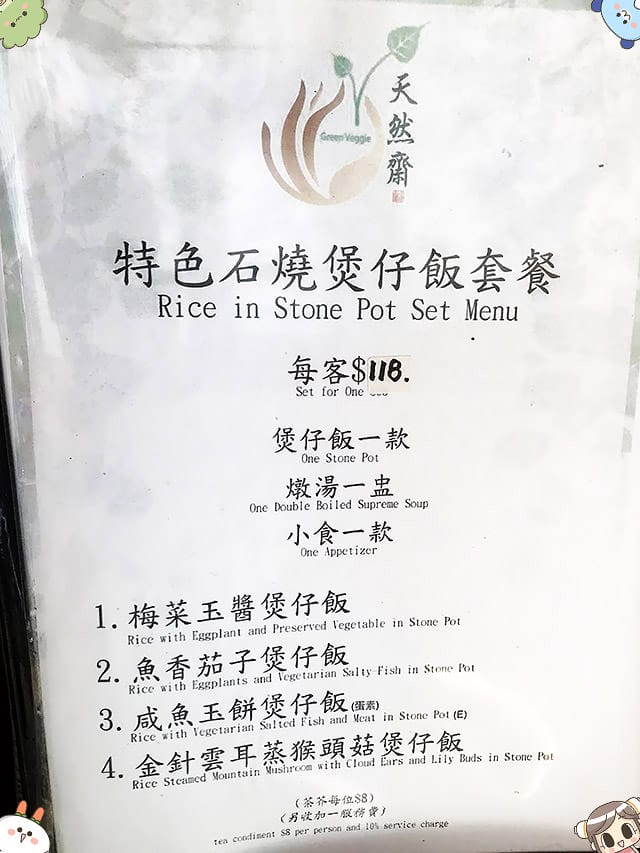 Green Veggie
天然齋
特色石燒煲仔飯套餐
Rice in Stone Pot Set Menu
每客$118.
Set for One
煲仔飯一款
One Stone Pot
燉湯一盅
One Double Boiled Supreme Soup
小食一款
One Appetizer
1. 梅菜玉醬煲仔飯
Rice with Eggplant and Preserved Vegetable in Stone Pot
2. 魚香茄子煲仔飯
Rice with Eggplants and Vegetarian Salty-Fish in Stone Pot
3. 咸魚玉餅煲仔飯(蛋素)
Rice with Vegetarian Salted Fish and Meat in Stone Pot (E)
4. 金針雲耳蒸猴頭菇煲仔飯
Rice Steamed Mountain Mushroom with Cloud Ears and Lily Buds in Stone Pot
(茶芥每位$8)
(另收加一服務費)
tea condiment $8 per person and 10% service charge